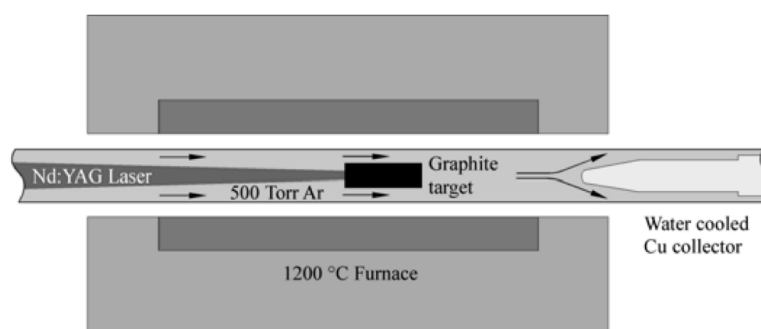 Nd:YAG Laser
500 Torr Ar
Graphite
target
Water cooled
Cu collector
1200 °C Furnace